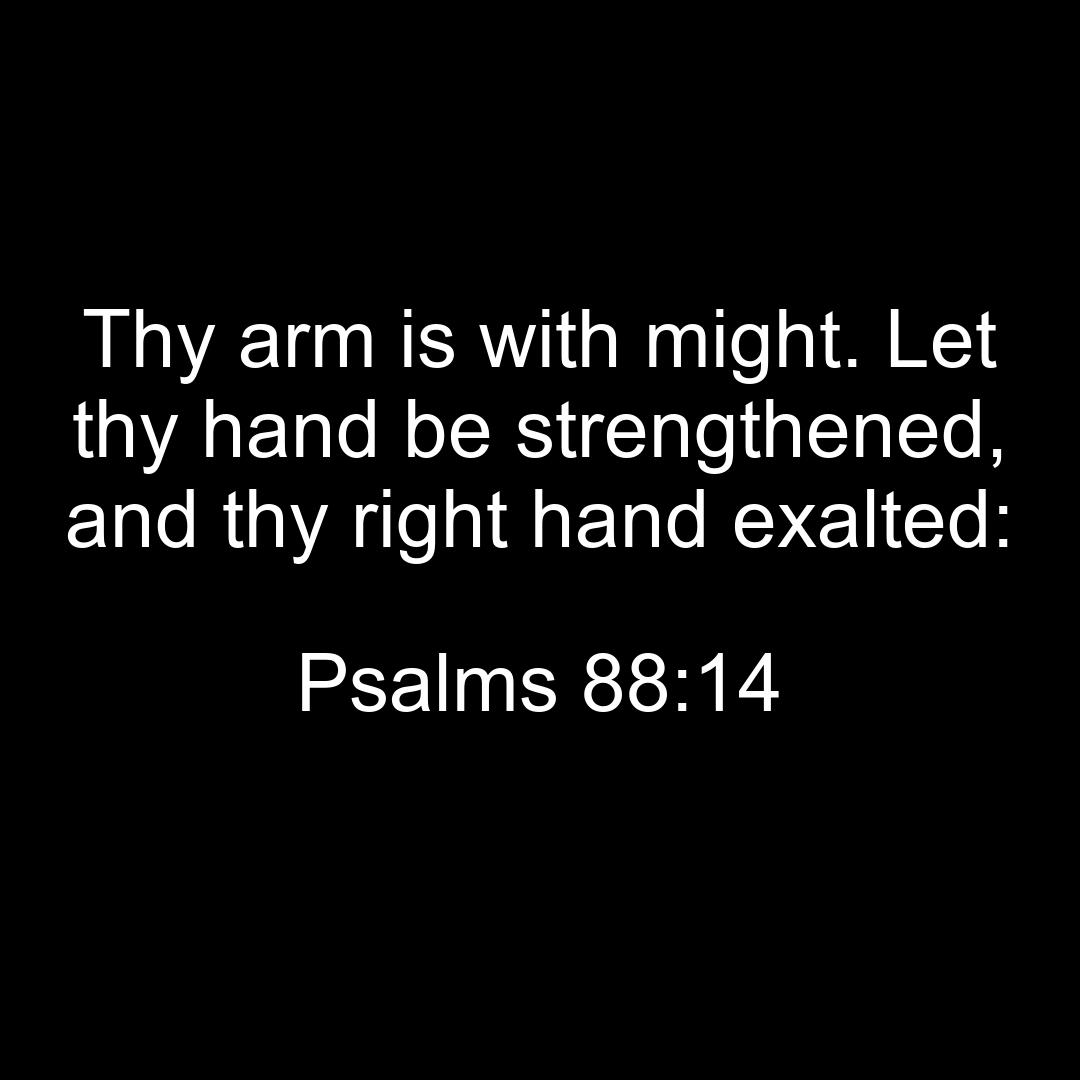 Thy arm is with might. Let
thy hand be strengthened,
and thy right hand exalted:
Psalms 88:14